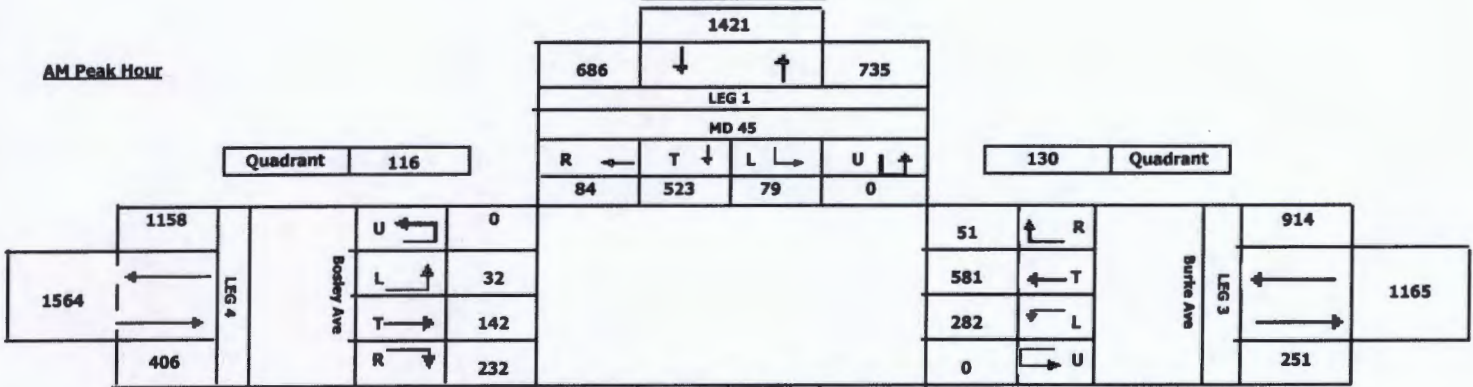 1421
AM Peak Hour
686 735
LEG 1
MD 45
Quadrant 116
R T L U
130 Quadrant
84 523 79 0
1158
U 0
51 R
914
1564
LEG 4
Bosley Ave
L 32
581 T
Burke Ave
LEG 3
1165
T 142
282 L
406
R 232
0 U
251